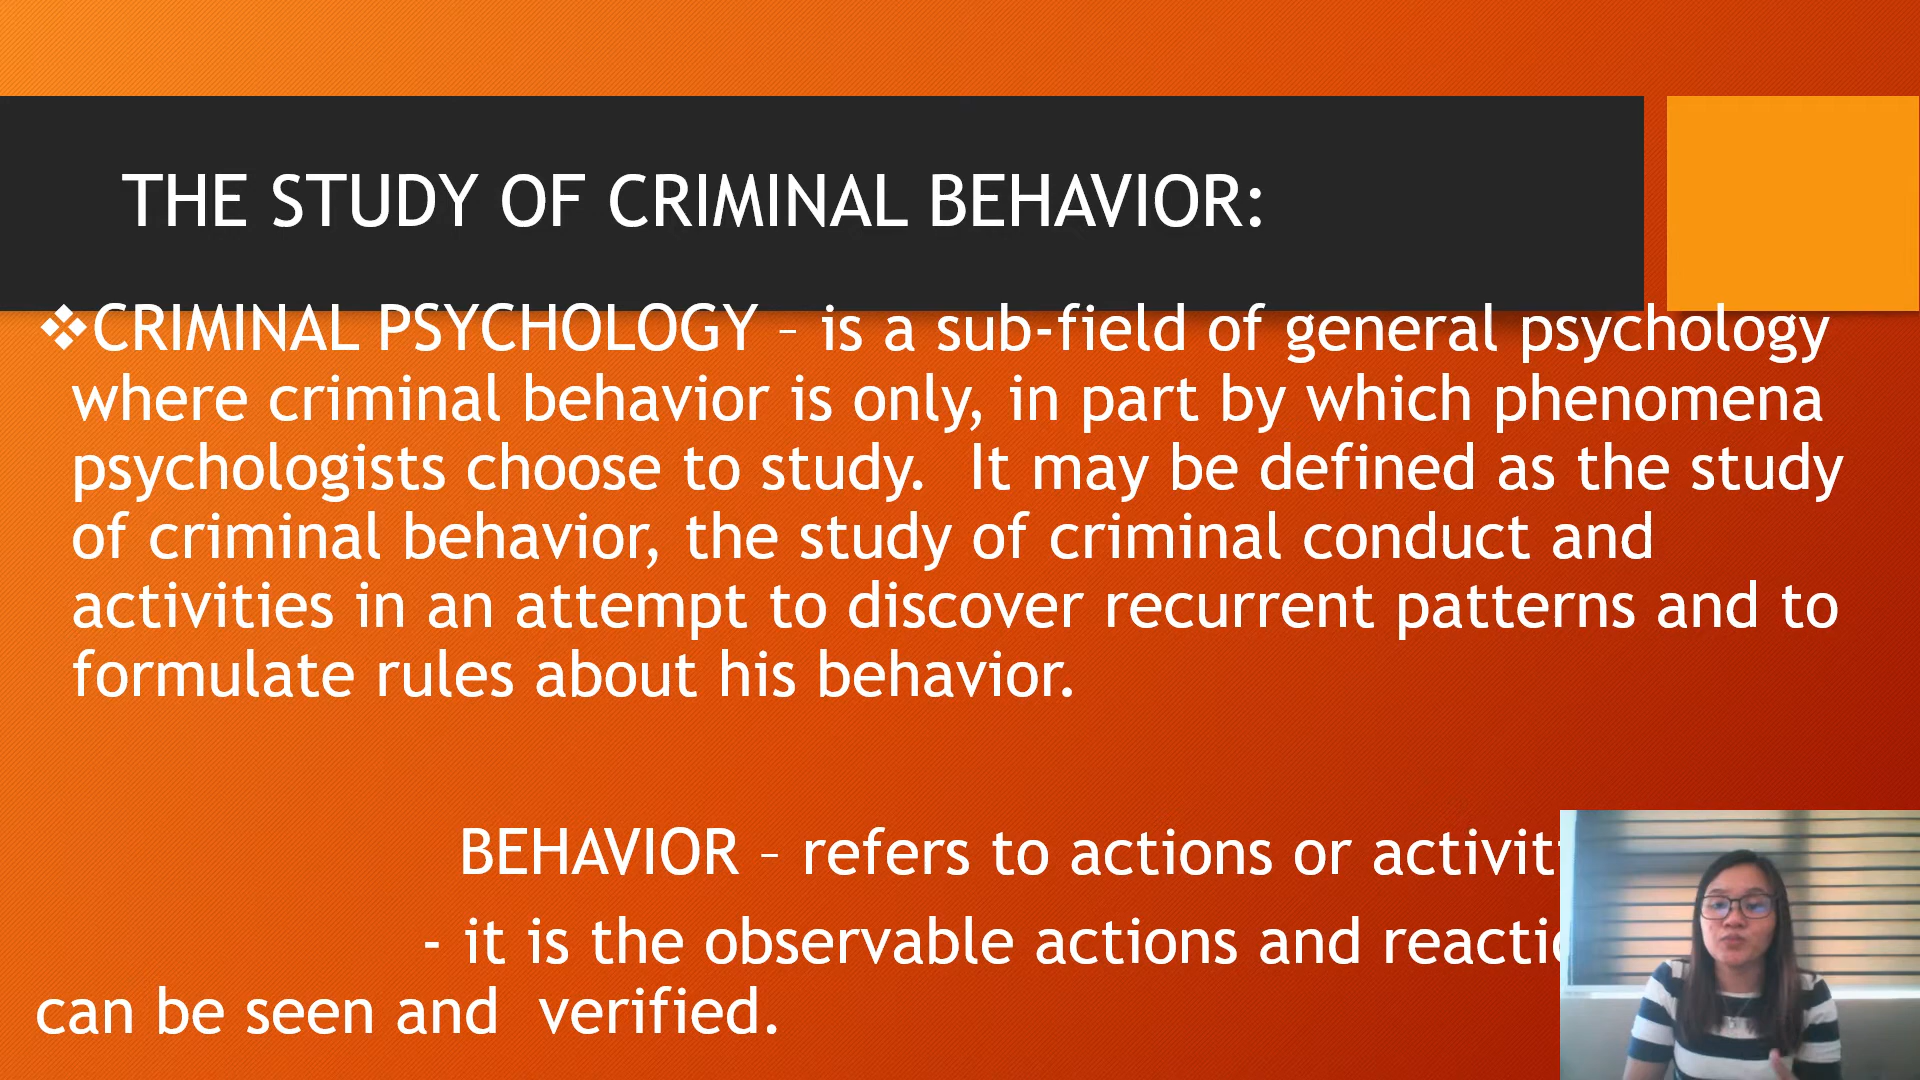 THE STUDY OF CRIMINAL BEHAVIOR:
❖CRIMINAL PSYCHOLOGY – is a sub-field of general psychology
where criminal behavior is only, in part by which phenomena
psychologists choose to study. It may be defined as the study
of criminal behavior, the study of criminal conduct and
activities in an attempt to discover recurrent patterns and to
formulate rules about his behavior.
BEHAVIOR – refers to actions or
- it is the observable actions and
can be seen and verified.